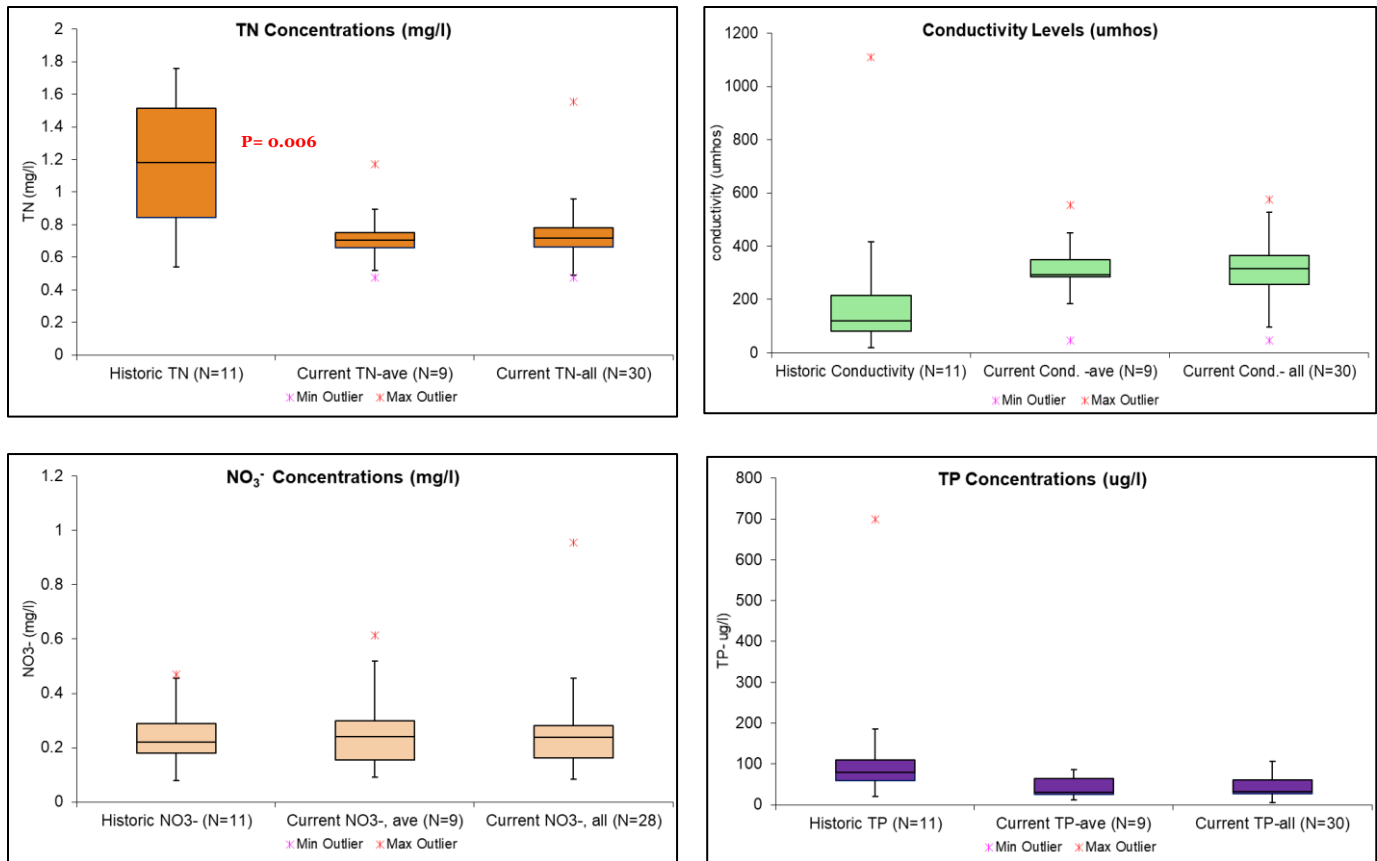 TN Concentrations (mg/l)
2
1.8
1.6
1.4
1.2
1
0.8
0.6
0.4
0.2
0
TN (mg/l)
P= 0.006
Historic TN (N=11)
Current TN-ave (N=9)
Current TN-all (N=30)
Min Outlier
Max Outlier
Conductivity Levels (umhos)
1200
1000
800
600
400
200
0
conductivity (umhos)
Historic Conductivity (N=11)
Current Cond. -ave (N=9)
Current Cond.- all (N=30)
Min Outlier
Max Outlier
NO₃⁻ Concentrations (mg/l)
1.2
1
0.8
0.6
0.4
0.2
0
NO3- (mg/l)
Historic NO3- (N=11)
Current NO3-, ave (N=9)
Current NO3-, all (N=28)
Min Outlier
Max Outlier
TP Concentrations (ug/l)
800
700
600
500
400
300
200
100
0
TP- ug/l)
Historic TP (N=11)
Current TP-ave (N=9)
Current TP-all (N=30)
Min Outlier
Max Outlier